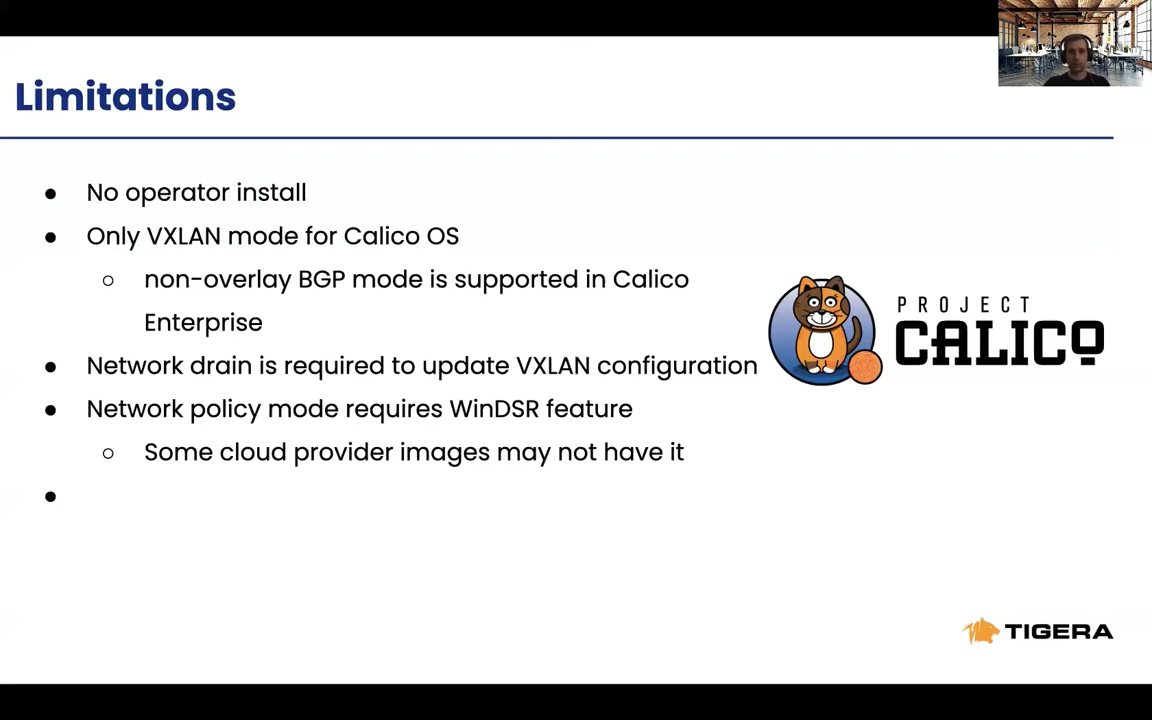 Limitations
● No operator install
● Only VXLAN mode for Calico OS
○ non-overlay BGP mode is supported in Calico
Enterprise
● Network drain is required to update VXLAN configuration
● Network policy mode requires WinDSR feature
○ Some cloud provider images may not have it
●
PROJECT
CALICO
TIGERA